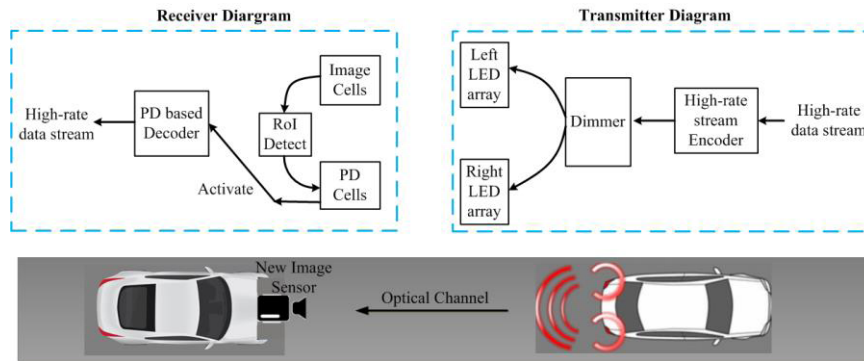 Receiver Diargram
Image
Cells
High-rate
data stream
PD based
Decoder
RoI
Detect
Activate
PD
Cells
Transmitter Diagram
Left
LED
array
Dimmer
High-rate
stream
Encoder
High-rate
data stream
Right
LED
array
New Image
Sensor
Optical Channel